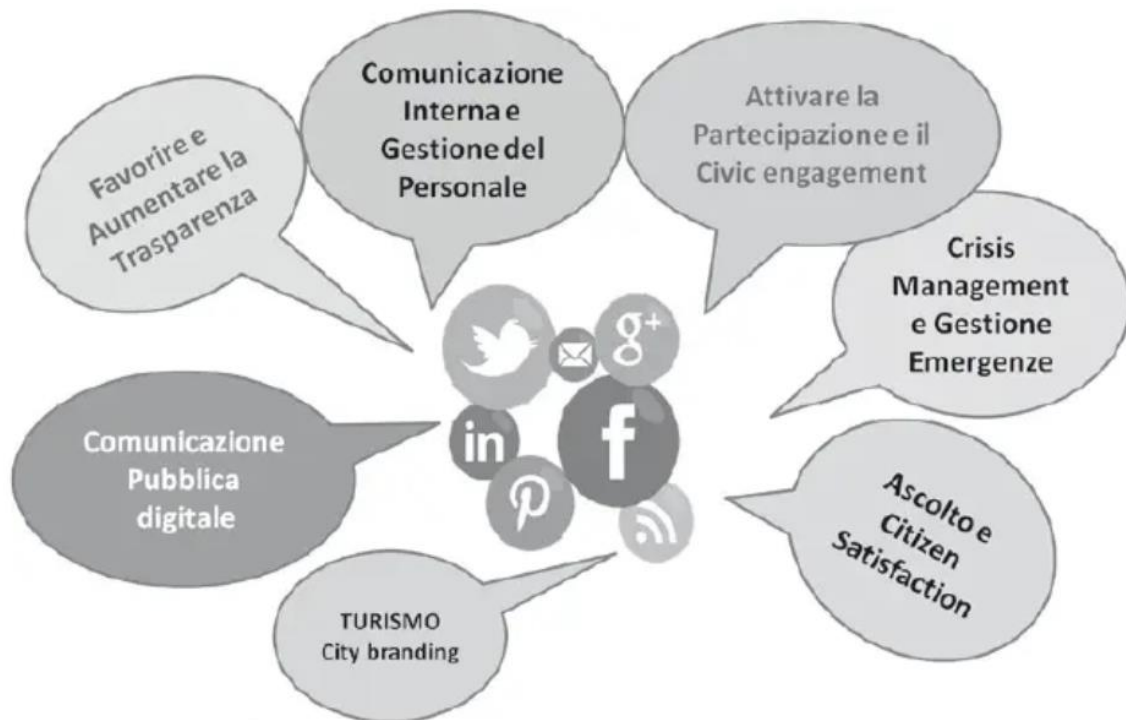 Favorire e
Aumentare la
Trasparenza
Comunicazione
Interna e
Gestione del
Personale
Attivare la
Partecipazione e il
Civic engagement
Crisis
Management
e Gestione
Emergenze
g+
in
f
Comunicazione
Pubblica
digitale
Ascolto e
Citizen
Satisfaction
TURISMO
City branding